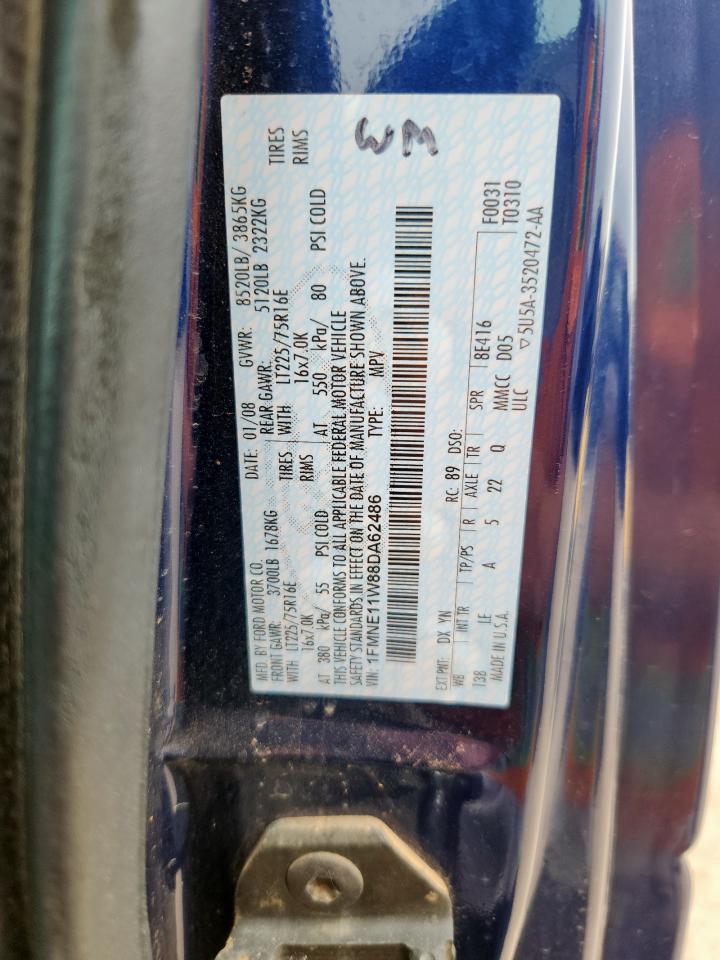 MFD. BY FORD MOTOR CO. DATE: 01/08 GVWR: 8520LB/ 3865KG
FRONT GAWR: 3700LB 1678KG REAR GAWR: 5120LB 2322KG
WITH LT225/75R16E TIRES WITH LT225/75R16E TIRES
16x7.0K RIMS 16x7.0K RIMS
AT 380 kPa/ 55 PSI COLD AT 550 kPa/ 80 PSI COLD
THIS VEHICLE CONFORMS TO ALL APPLICABLE FEDERAL MOTOR VEHICLE
SAFETY STANDARDS IN EFFECT ON THE DATE OF MANUFACTURE SHOWN ABOVE.
VIN: 1FMNE11W88DA62486 TYPE: MPV
EXT PNT: DX YN RC: 89 DSO: F0031
WB INT TR TP/PS R AXLE TR SPR 8E416 T0310
138 LE A 5 22 Q MMCC D05
MADE IN U.S.A. ULC 5U5A-3520472-AA